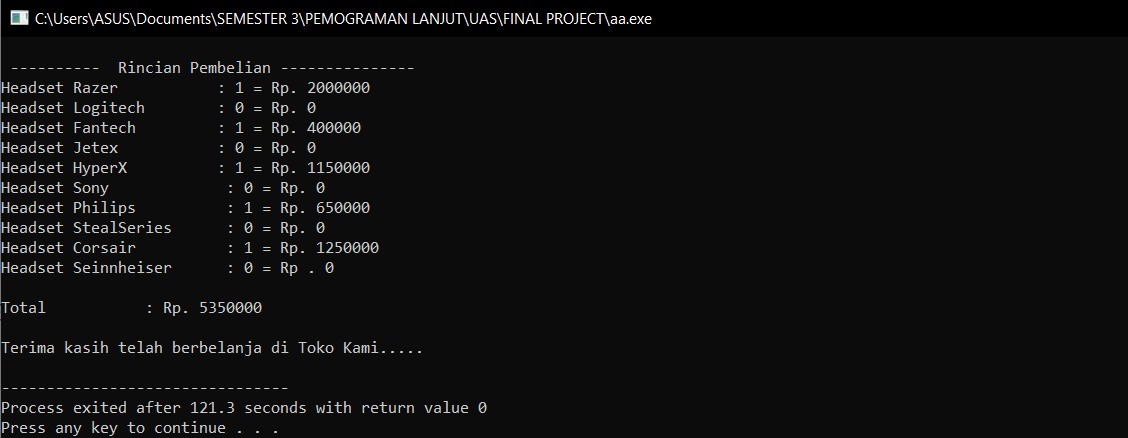 C:\Users\ASUS\Documents\SEMESTER 3\PEMOGRAMAN LANJUT\UAS\FINAL PROJECT\aa.exe
----------  Rincian Pembelian ---------------
Headset Razer           : 1 = Rp. 2000000
Headset Logitech        : 0 = Rp. 0
Headset Fantech         : 1 = Rp. 400000
Headset Jetex           : 0 = Rp. 0
Headset HyperX          : 1 = Rp. 1150000
Headset Sony             : 0 = Rp. 0
Headset Philips          : 1 = Rp. 650000
Headset StealSeries      : 0 = Rp. 0
Headset Corsair          : 1 = Rp. 1250000
Headset Seinnheiser      : 0 = Rp . 0
Total           : Rp. 5350000
Terima kasih telah berbelanja di Toko Kami.....
--------------------------------
Process exited after 121.3 seconds with return value 0
Press any key to continue . . .